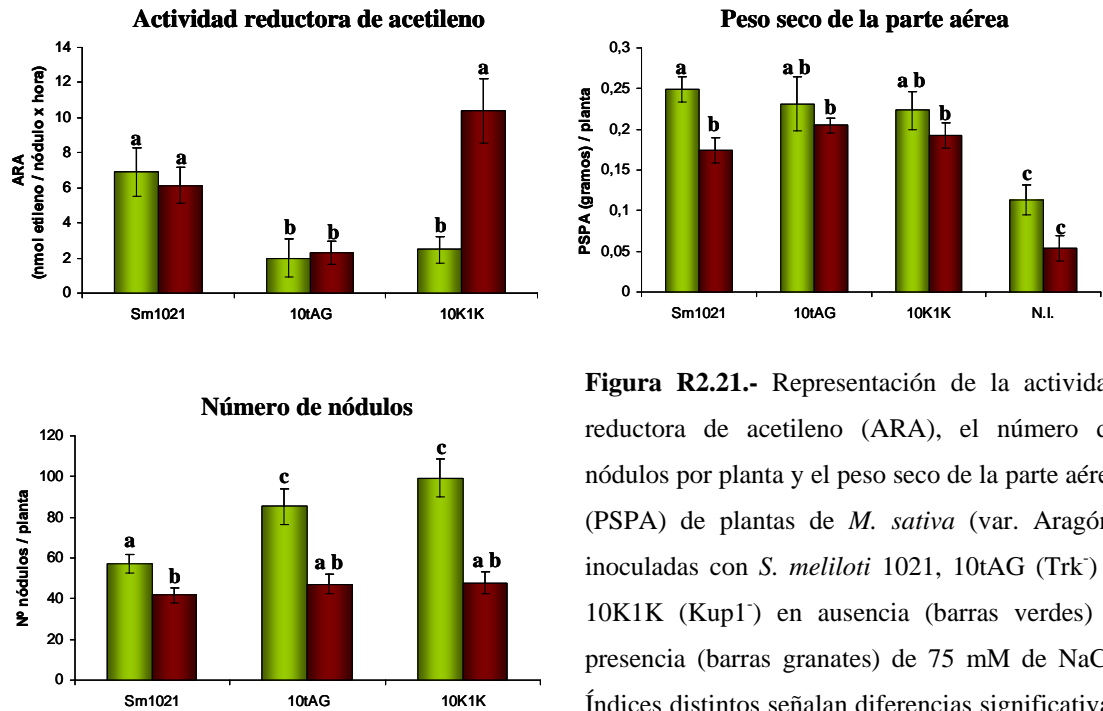 Actividad reductora de acetileno
14
12
10
8
6
4
2
0
ARA
(nmol etileno / nódulo x hora)
a
a
b
b
b
a
Sm1021
10tAG
10K1K
Peso seco de la parte aérea
0,3
0,25
0,2
0,15
0,1
0,05
0
PSPA (gramos) / planta
a
b
a b
b
a b
b
c
c
Sm1021
10tAG
10K1K
N.I.
Número de nódulos
120
100
80
60
40
20
0
Nº nódulos / planta
a
b
c
a b
c
a b
Sm1021
10tAG
10K1K
Figura R2.21.- Representación de la activida
reductora de acetileno (ARA), el número d
nódulos por planta y el peso seco de la parte aére
(PSPA) de plantas de M. sativa (var. Aragón
inoculadas con S. meliloti 1021, 10tAG (Trk⁻)
10K1K (Kup1⁻) en ausencia (barras verdes)
presencia (barras granates) de 75 mM de NaC
Índices distintos señalan diferencias significativa